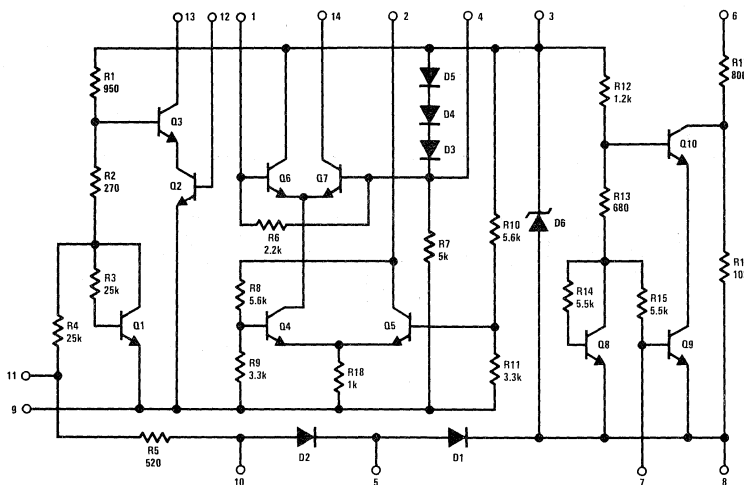 13 12 1 14 2 4 3 6
R1
950
Q3
D5
D4
D3
R12
1.2k
Q10
R2
270
Q2
Q6
Q7
R6
2.2k
R7
5k
R10
5.6k
D6
R13
680
R3
25k
R4
25k
Q1
R8
5.6k
Q4
Q5
R9
3.3k
R18
1k
R11
3.3k
R14
5.5k
R15
5.5k
Q8
Q9
11
9
R5
520
D2
D1
10 5 7 8